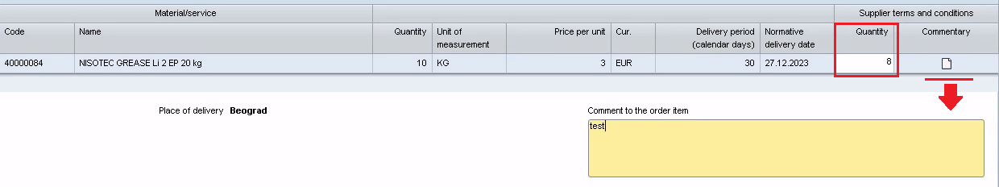 Material/service Supplier terms and conditions
Code Name Quantity Unit of measurement Price per unit Cur. Delivery period (calendar days) Normative delivery date Quantity Commentary
40000084 NISOTEC GREASE Li 2 EP 20 kg 10 KG 3 EUR 30 27.12.2023 8
Place of delivery Beograd Comment to the order item
test